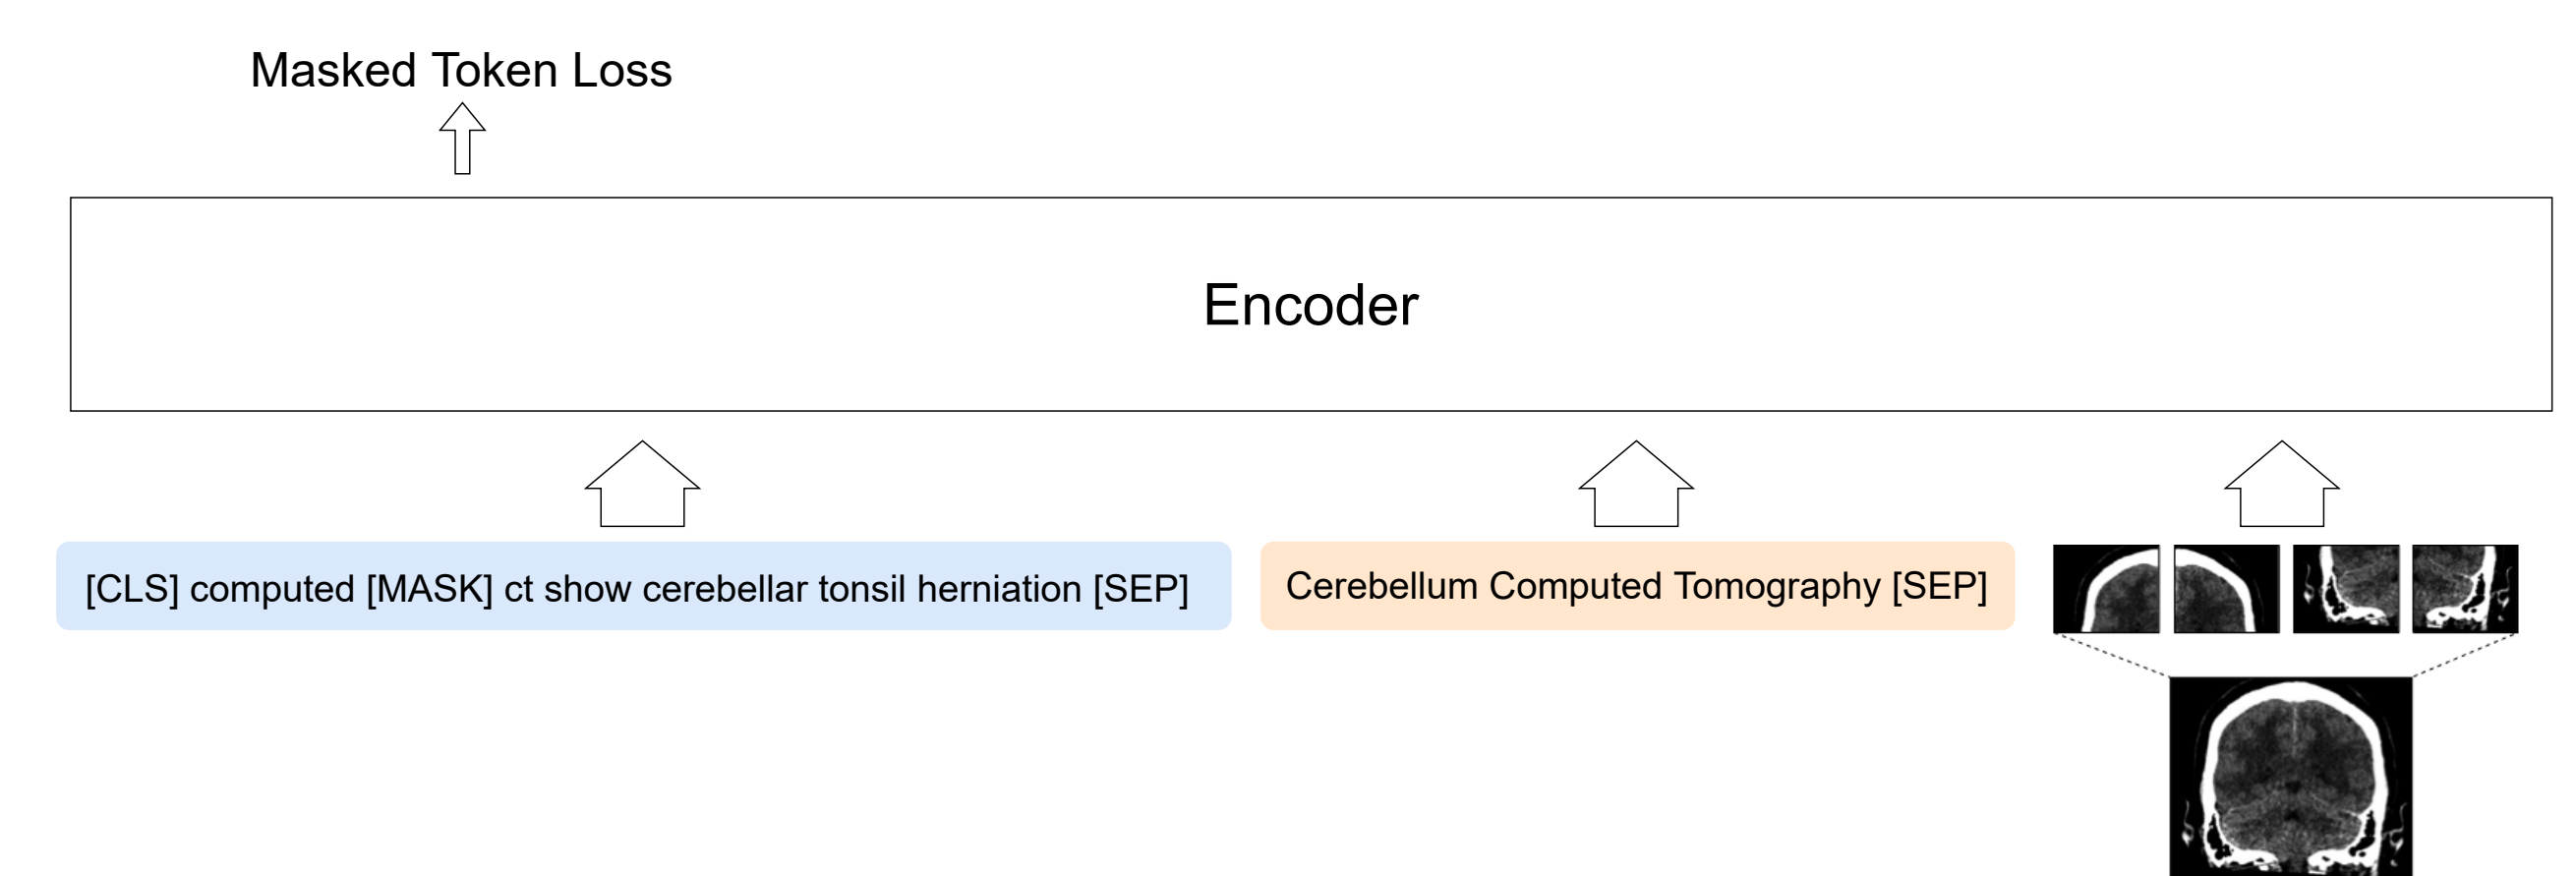 Masked Token Loss
Encoder
[CLS] computed [MASK] ct show cerebellar tonsil herniation [SEP]
Cerebellum Computed Tomography [SEP]